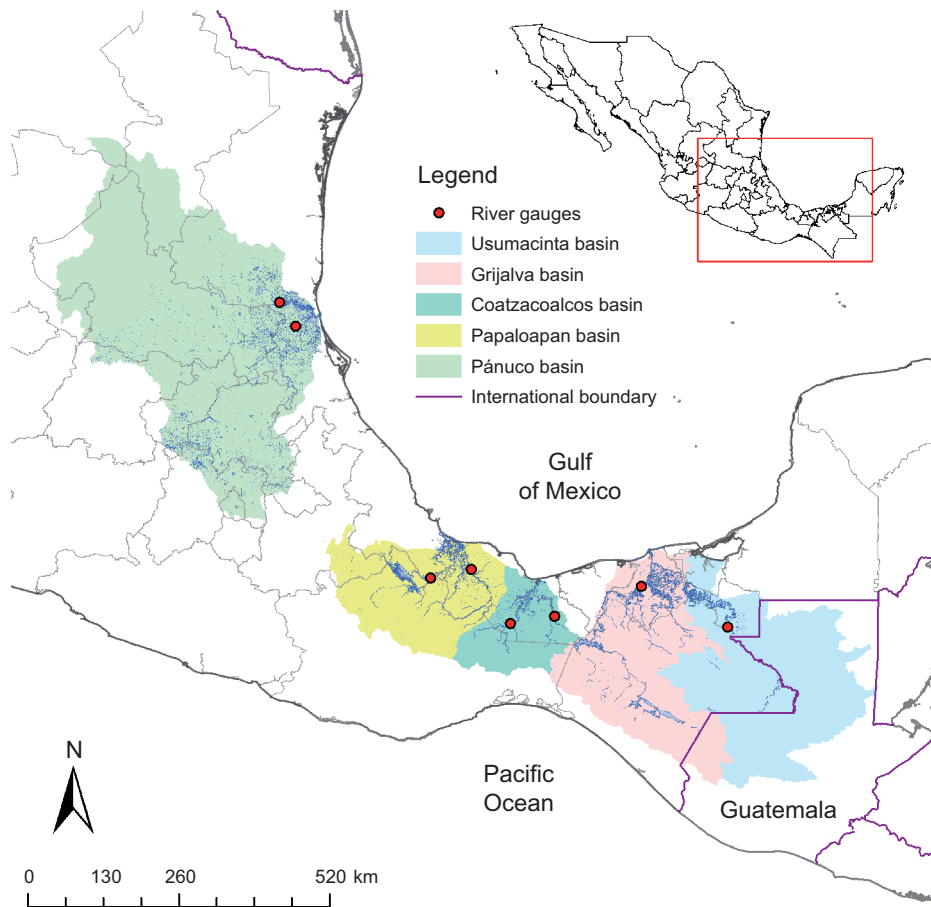 Legend
River gauges
Usumacinta basin
Grijalva basin
Coatzacoalcos basin
Papaloapan basin
Pánuco basin
International boundary
Gulf
of Mexico
Pacific
Ocean
Guatemala
N
0 130 260 520 km